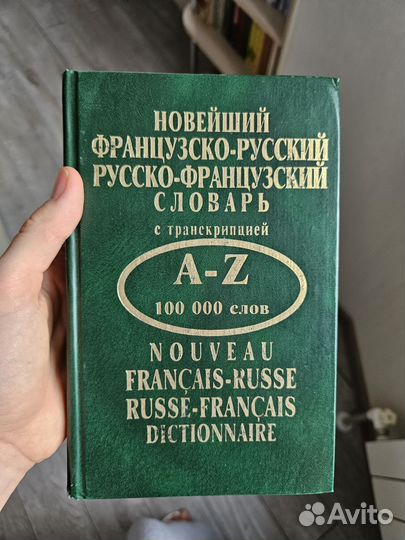 НОВЕЙШИЙ
ФРАНЦУЗСКО-РУССКИЙ
РУССКО-ФРАНЦУЗСКИЙ
СЛОВАРЬ
с транскрипцией
A-Z
100 000 слов
NOUVEAU
FRANÇAIS-RUSSE
RUSSE-FRANÇAIS
DICTIONNAIRE
Avito